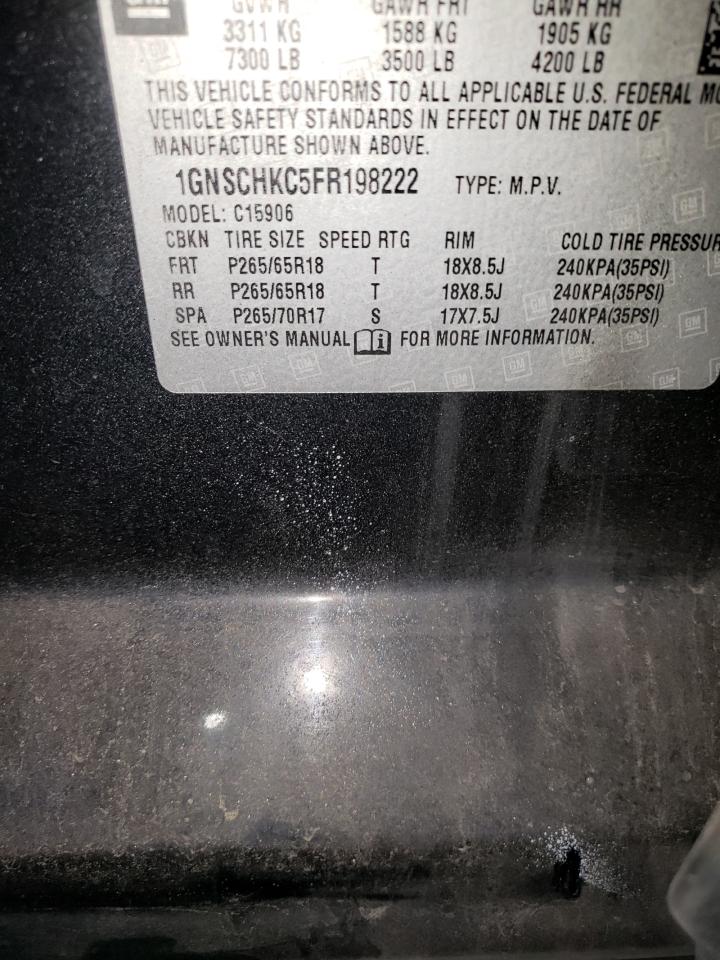 GM
GVWR GAWR FRT GAWR RR
3311 KG 1588 KG 1905 KG
7300 LB 3500 LB 4200 LB
THIS VEHICLE CONFORMS TO ALL APPLICABLE U.S. FEDERAL MO
VEHICLE SAFETY STANDARDS IN EFFECT ON THE DATE OF
MANUFACTURE SHOWN ABOVE.
1GNSCHKC5FR198222 TYPE: M.P.V.
MODEL: C15906
CBKN TIRE SIZE SPEED RTG RIM COLD TIRE PRESSUR
FRT P265/65R18 T 18X8.5J 240KPA(35PSI)
RR P265/65R18 T 18X8.5J 240KPA(35PSI)
SPA P265/70R17 S 17X7.5J 240KPA(35PSI)
SEE OWNER'S MANUAL FOR MORE INFORMATION.